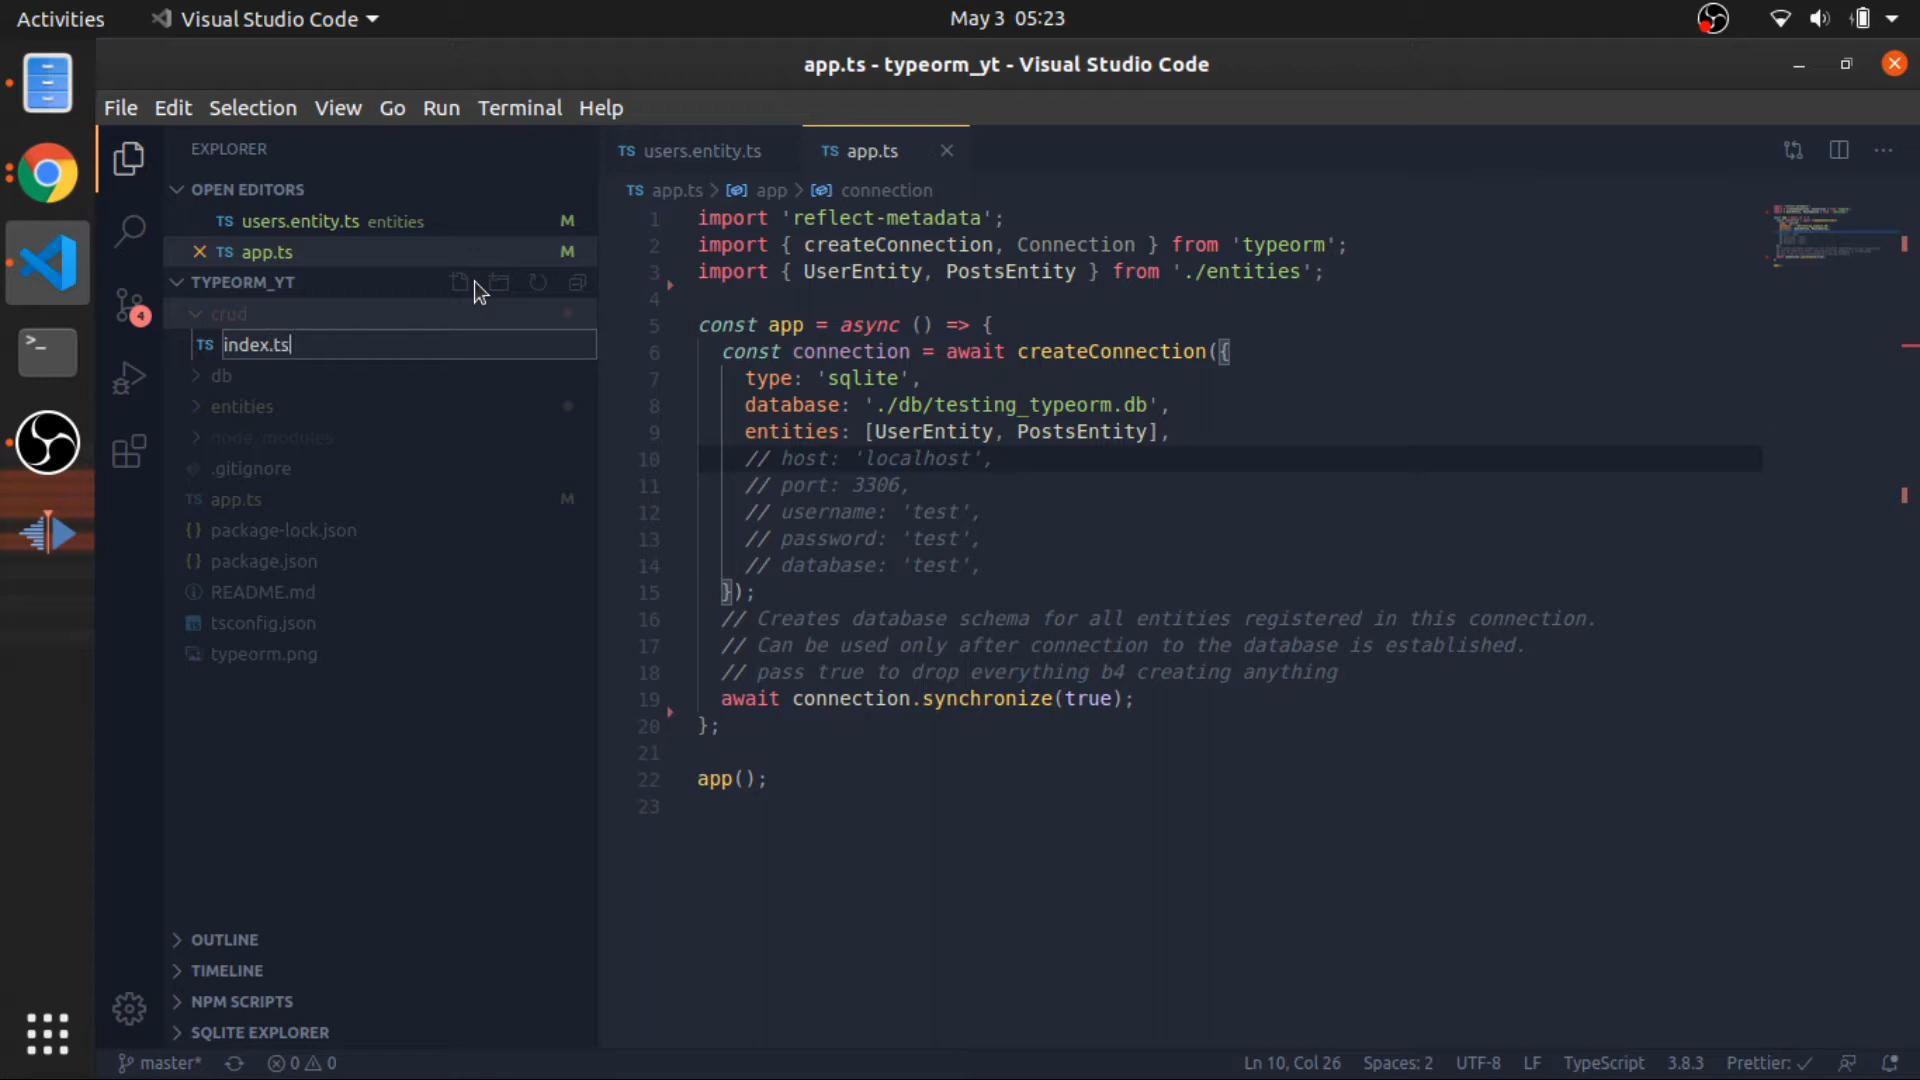 Activities
Visual Studio Code
May 3 05:23
app.ts - typeorm_yt - Visual Studio Code
File Edit Selection View Go Run Terminal Help
EXPLORER
OPEN EDITORS
TS users.entity.ts entities M
TS app.ts M
TYPEORM_YT
crud
TS index.ts
db
entities
node_modules
.gitignore
TS app.ts M
{} package-lock.json
{} package.json
README.md
tsconfig.json
typeorm.png
OUTLINE
TIMELINE
NPM SCRIPTS
SQLITE EXPLORER
4
TS users.entity.ts
TS app.ts
TS app.ts > app > connection
1 import 'reflect-metadata';
2 import { createConnection, Connection } from 'typeorm';
3 import { UserEntity, PostsEntity } from './entities';
4
5 const app = async () => {
6 const connection = await createConnection({
7 type: 'sqlite',
8 database: './db/testing_typeorm.db',
9 entities: [UserEntity, PostsEntity],
10 // host: 'localhost',
11 // port: 3306,
12 // username: 'test',
13 // password: 'test',
14 // database: 'test',
15 });
16 // Creates database schema for all entities registered in this connection.
17 // Can be used only after connection to the database is established.
18 // pass true to drop everything b4 creating anything
19 await connection.synchronize(true);
20 };
21
22 app();
23
master* 0 0
Ln 10, Col 26 Spaces: 2 UTF-8 LF TypeScript 3.8.3 Prettier: ✓